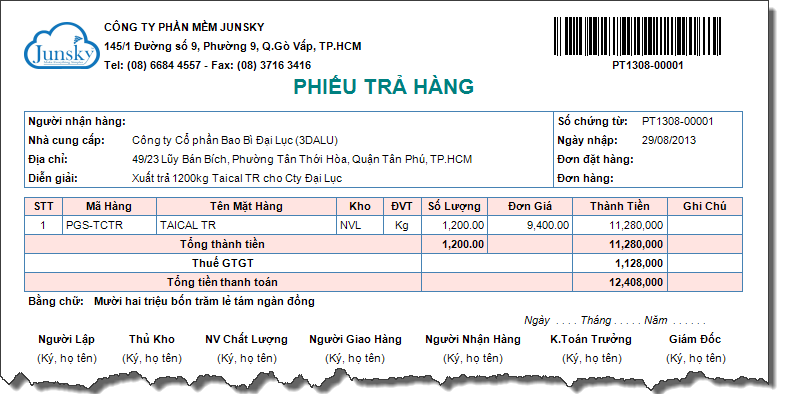 Junsky
CÔNG TY PHẦN MỀM JUNSKY
145/1 Đường số 9, Phường 9, Q.Gò Vấp, TP.HCM
Tel: (08) 6684 4557 - Fax: (08) 3716 3416
PT1308-00001
PHIẾU TRẢ HÀNG
Người nhận hàng: Số chứng từ: PT1308-00001
Nhà cung cấp: Công ty Cổ phần Bao Bì Đại Lục (3DALU) Ngày nhập: 29/08/2013
Địa chỉ: 49/23 Lũy Bán Bích, Phường Tân Thới Hòa, Quận Tân Phú, TP.HCM Đơn đặt hàng:
Diễn giải: Xuất trả 1200kg Taical TR cho Cty Đại Lục Đơn hàng:
STT Mã Hàng Tên Mặt Hàng Kho ĐVT Số Lượng Đơn Giá Thành Tiền Ghi Chú
1 PGS-TCTR TAICAL TR NVL Kg 1,200.00 9,400.00 11,280,000
Tổng thành tiền 1,200.00 11,280,000
Thuế GTGT 1,128,000
Tổng tiền thanh toán 12,408,000
Bằng chữ: Mười hai triệu bốn trăm lẻ tám ngàn đồng
Ngày . . . . Tháng . . . . . Năm . . . . . .
Người Lập Thủ Kho NV Chất Lượng Người Giao Hàng Người Nhận Hàng K.Toán Trưởng Giám Đốc
(Ký, họ tên) (Ký, họ tên) (Ký, họ tên) (Ký, họ tên) (Ký, họ tên) (Ký, họ tên) (Ký, họ tên)